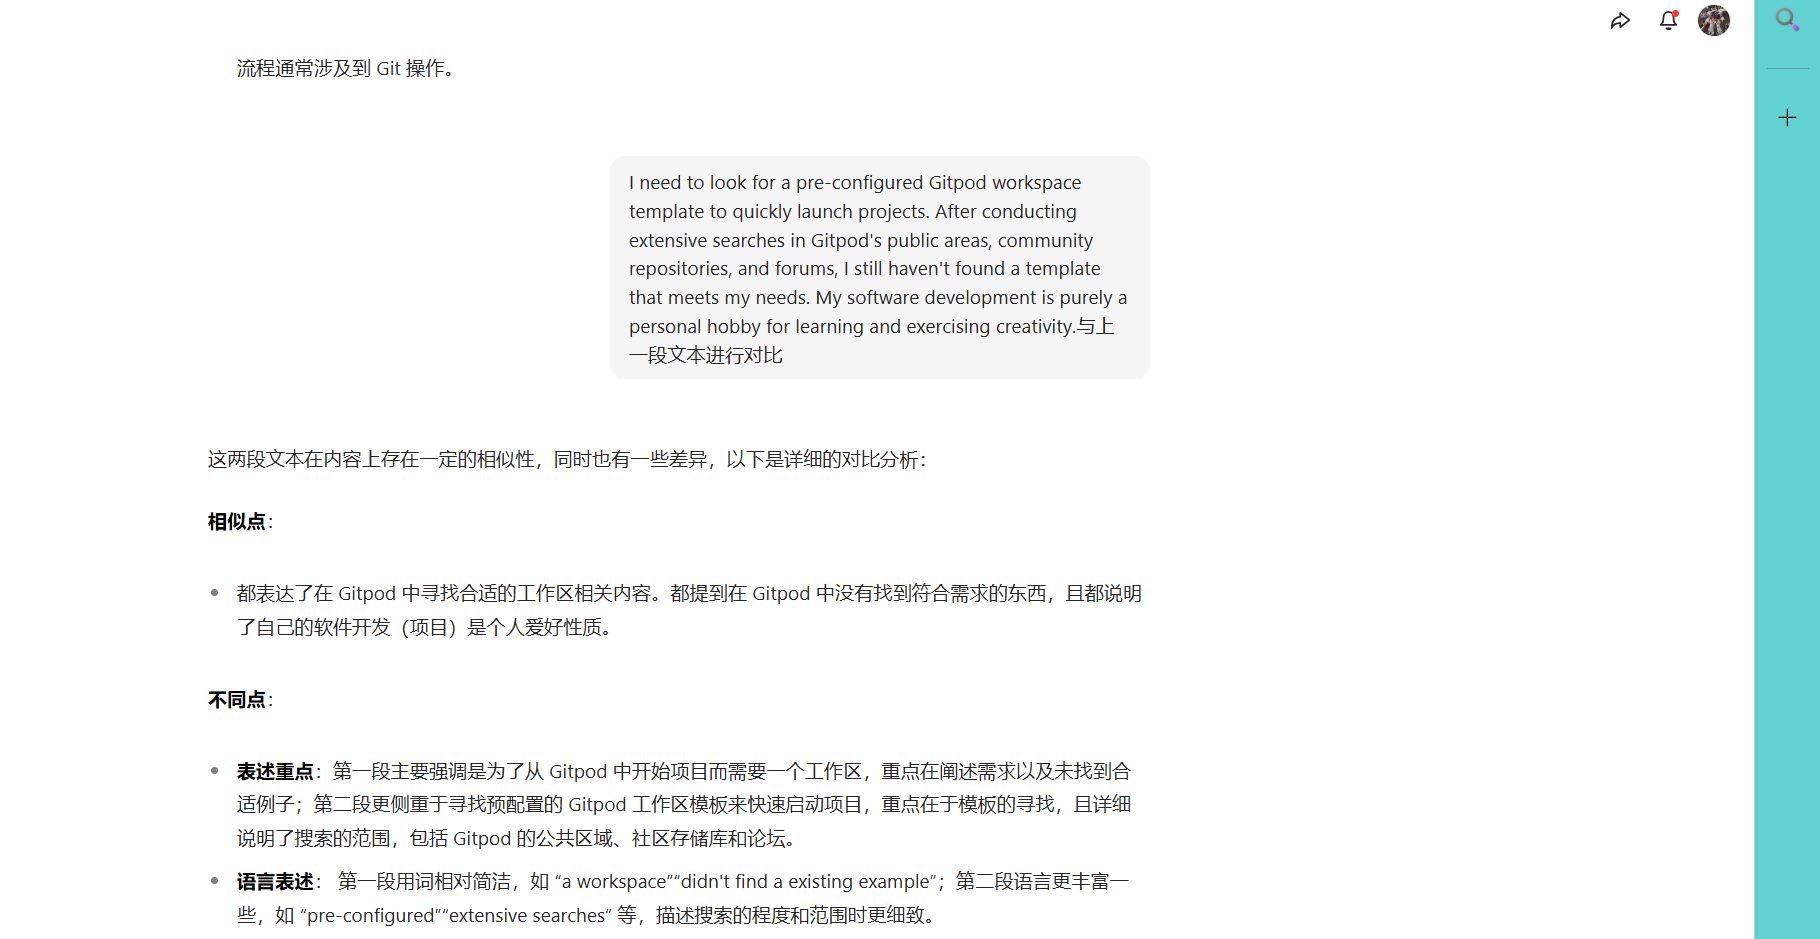 流程通常涉及到 Git 操作。
I need to look for a pre-configured Gitpod workspace
template to quickly launch projects. After conducting
extensive searches in Gitpod's public areas, community
repositories, and forums, I still haven't found a template
that meets my needs. My software development is purely a
personal hobby for learning and exercising creativity.与上
一段文本进行对比
这两段文本在内容上存在一定的相似性，同时也有一些差异，以下是详细的对比分析：
相似点：
都表达了在 Gitpod 中寻找合适的工作区相关内容。都提到在 Gitpod 中没有找到符合需求的东西，且都说明
了自己的软件开发（项目）是个人爱好性质。
不同点：
表述重点：第一段主要强调是为了从 Gitpod 中开始项目而需要一个工作区，重点在阐述需求以及未找到合
适例子；第二段更侧重于寻找预配置的 Gitpod 工作区模板来快速启动项目，重点在于模板的寻找，且详细
说明了搜索的范围，包括 Gitpod 的公共区域、社区存储库和论坛。
语言表述： 第一段用词相对简洁，如 “a workspace”“didn't find a existing example”；第二段语言更丰富一
些，如 “pre-configured”“extensive searches” 等，描述搜索的程度和范围时更细致。